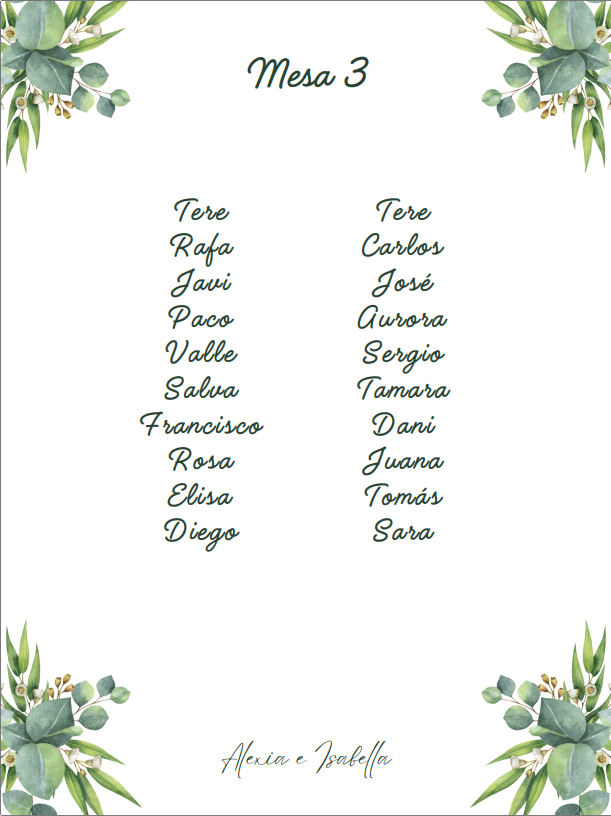 Mesa 3
Tere
Rafa
Javi
Paco
Valle
Salva
Francisco
Rosa
Elisa
Diego
Tere
Carlos
José
Aurora
Sergio
Tamara
Dani
Juana
Tomás
Sara
Alexia e Isabella